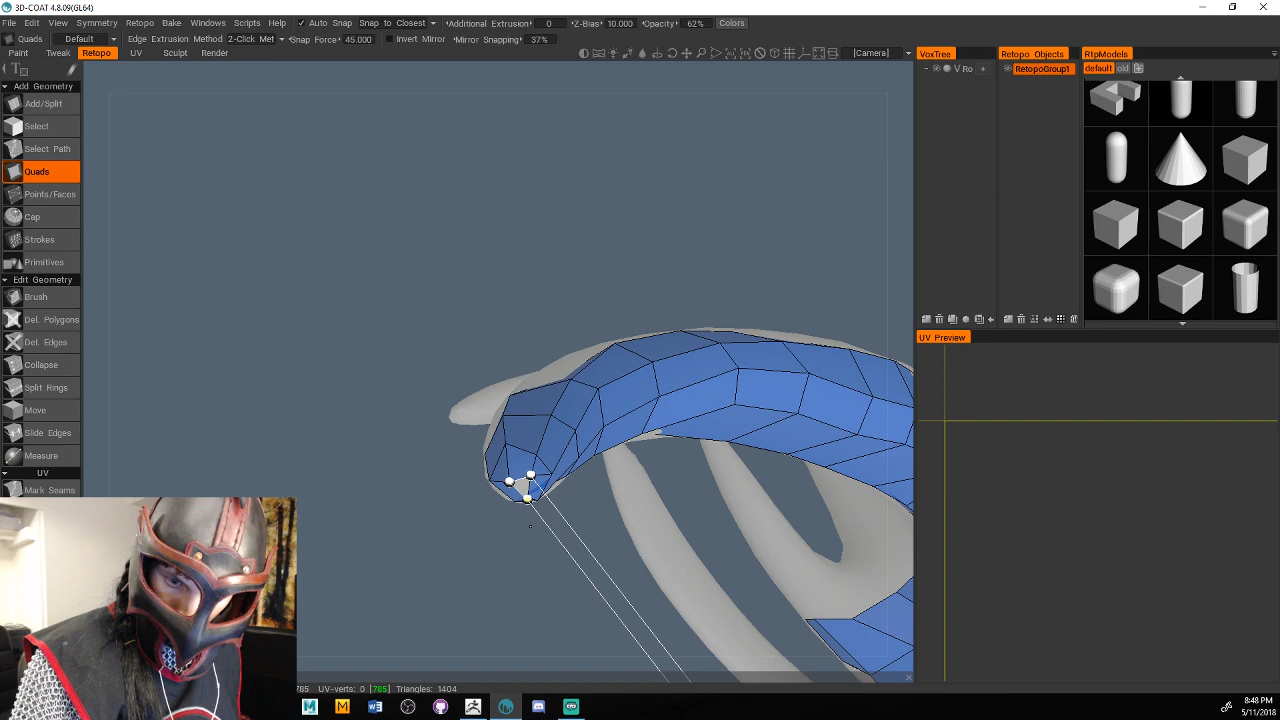 3D-COAT 4.8.09(GL64)
File Edit View Symmetry Retopo Bake Windows Scripts Help Auto Snap Snap to Closest Additional Extrusion 0 Z-Bias 10.000 Opacity 62% Colors
Quads Default Edge Extrusion Method 2-Click Met Snap Force 45.000 Invert Mirror Mirror Snapping 37%
Paint Tweak Retopo UV Sculpt Render [Camera] VoxTree Retopo Objects RtpModels
V Ro + RetopoGroup1 default old
Add Geometry
Add/Split
Select
Select Path
Quads
Points/Faces
Cap
Strokes
Primitives
Edit Geometry
Brush
Del. Polygons
Del. Edges
Collapse
Split Rings
Move
Slide Edges
Measure
UV
Mark Seams
UV Preview
785 UV-verts: 0 [785] Triangles: 1404
8:48 PM
5/11/2018